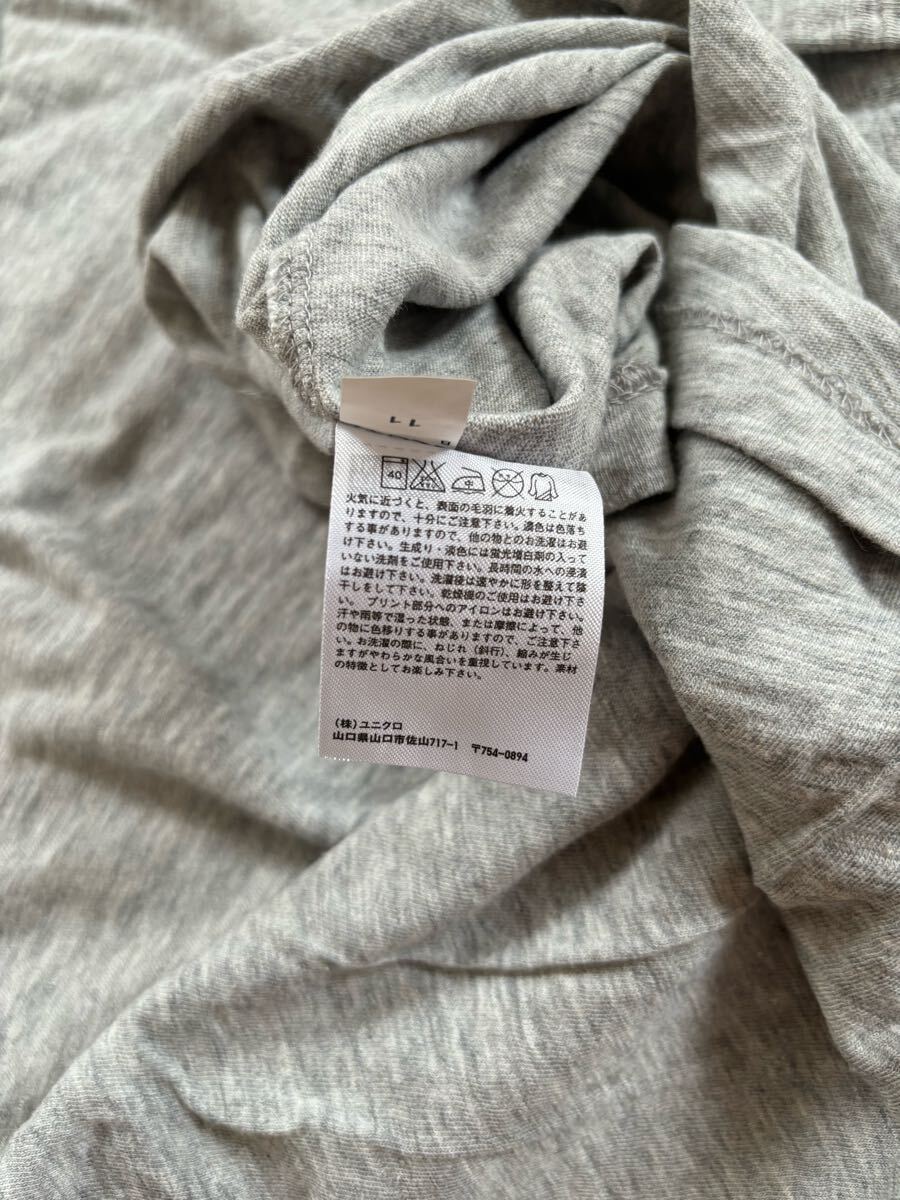 40
中
火気に近づくと、表面の毛羽に着火することがあ
りますので、十分にご注意下さい。濃色は色落ち
する事がありますので、他の物とのお洗濯はお避
け下さい。生成り・淡色には蛍光増白剤の入って
いない洗剤をご使用下さい。長時間の水への浸漬
はお避け下さい。洗濯後は速やかに形を整えて陰
干しをして下さい。乾燥機のご使用はお避け下さ
い。 プリント部分へのアイロンはお避け下さい。
汗や雨等で湿った状態、または摩擦によって、他
の物に色移りする事がありますので、ご注意下さ
い。お洗濯の際に、ねじれ（斜行）、縮みが生じ
ますがやわらかな風合いを重視しています。素材
の特徴としてお楽しみ下さい。
（株）ユニクロ
山口県山口市佐山717-1 〒754-0894